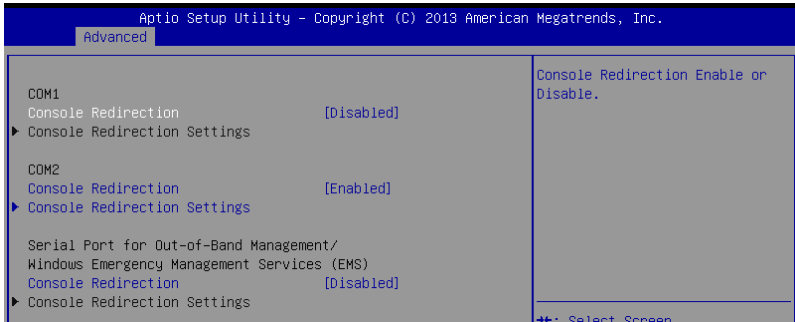 Aptio Setup Utility – Copyright (C) 2013 American Megatrends, Inc.
Advanced
COM1
Console Redirection [Disabled]
Console Redirection Settings
COM2
Console Redirection [Enabled]
Console Redirection Settings
Serial Port for Out-of-Band Management/
Windows Emergency Management Services (EMS)
Console Redirection [Disabled]
Console Redirection Settings
Console Redirection Enable or
Disable.
: Select Screen